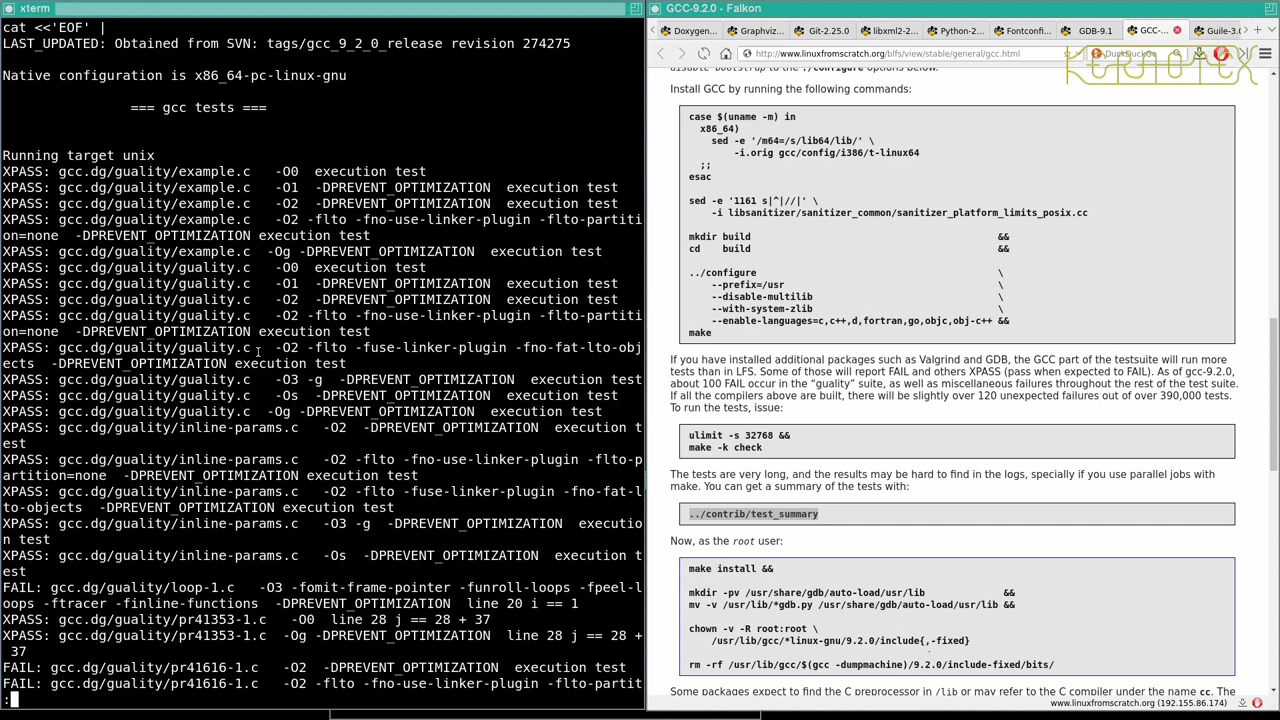 xterm
cat <<'EOF' |
LAST_UPDATED: Obtained from SVN: tags/gcc_9_2_0_release revision 274275
Native configuration is x86_64-pc-linux-gnu
=== gcc tests ===
Running target unix
XPASS: gcc.dg/guality/example.c   -O0  execution test
XPASS: gcc.dg/guality/example.c   -O1  -DPREVENT_OPTIMIZATION  execution test
XPASS: gcc.dg/guality/example.c   -O2  -DPREVENT_OPTIMIZATION  execution test
XPASS: gcc.dg/guality/example.c   -O2 -flto -fno-use-linker-plugin -flto-partiti
on=none  -DPREVENT_OPTIMIZATION execution test
XPASS: gcc.dg/guality/example.c  -Og -DPREVENT_OPTIMIZATION  execution test
XPASS: gcc.dg/guality/guality.c   -O0  execution test
XPASS: gcc.dg/guality/guality.c   -O1  -DPREVENT_OPTIMIZATION  execution test
XPASS: gcc.dg/guality/guality.c   -O2  -DPREVENT_OPTIMIZATION  execution test
XPASS: gcc.dg/guality/guality.c   -O2 -flto -fno-use-linker-plugin -flto-partiti
on=none  -DPREVENT_OPTIMIZATION execution test
XPASS: gcc.dg/guality/guality.c   -O2 -flto -fuse-linker-plugin -fno-fat-lto-obj
ects  -DPREVENT_OPTIMIZATION execution test
XPASS: gcc.dg/guality/guality.c   -O3 -g  -DPREVENT_OPTIMIZATION  execution test
XPASS: gcc.dg/guality/guality.c   -Os  -DPREVENT_OPTIMIZATION  execution test
XPASS: gcc.dg/guality/guality.c  -Og -DPREVENT_OPTIMIZATION  execution test
XPASS: gcc.dg/guality/inline-params.c   -O2  -DPREVENT_OPTIMIZATION  execution t
est
XPASS: gcc.dg/guality/inline-params.c   -O2 -flto -fno-use-linker-plugin -flto-p
artition=none  -DPREVENT_OPTIMIZATION execution test
XPASS: gcc.dg/guality/inline-params.c   -O2 -flto -fuse-linker-plugin -fno-fat-l
to-objects  -DPREVENT_OPTIMIZATION execution test
XPASS: gcc.dg/guality/inline-params.c   -O3 -g  -DPREVENT_OPTIMIZATION  executio
n test
XPASS: gcc.dg/guality/inline-params.c   -Os  -DPREVENT_OPTIMIZATION  execution t
est
FAIL: gcc.dg/guality/loop-1.c   -O3 -fomit-frame-pointer -funroll-loops -fpeel-l
oops -ftracer -finline-functions  -DPREVENT_OPTIMIZATION  line 20 i == 1
XPASS: gcc.dg/guality/pr41353-1.c   -O0  line 28 j == 28 + 37
XPASS: gcc.dg/guality/pr41353-1.c  -Og -DPREVENT_OPTIMIZATION  line 28 j == 28 +
37
FAIL: gcc.dg/guality/pr41616-1.c   -O2  -DPREVENT_OPTIMIZATION  execution test
FAIL: gcc.dg/guality/pr41616-1.c   -O2 -flto -fno-use-linker-plugin -flto-partit
:
GCC-9.2.0 - Falkon
Doxygen. Graphviz. Git-2.25.0 libxml2-... Python-2... Fontconfi... GDB-9.1 GCC-... Guile-3.0
http://www.linuxfromscratch.org/blfs/view/stable/general/gcc.html DuckDuckGo
KERNOTEX
disable-bootstrap to the ./configure options below.
Install GCC by running the following commands:
case $(uname -m) in
x86_64)
sed -e '/m64=/s/lib64/lib/' \
-i.orig gcc/config/i386/t-linux64
;;
esac
sed -e '1161 s|^|//|' \
-i libsanitizer/sanitizer_common/sanitizer_platform_limits_posix.cc
mkdir build &&
cd    build &&
../configure \
--prefix=/usr \
--disable-multilib \
--with-system-zlib \
--enable-languages=c,c++,d,fortran,go,objc,obj-c++ &&
make
If you have installed additional packages such as Valgrind and GDB, the GCC part of the testsuite will run more
tests than in LFS. Some of those will report FAIL and others XPASS (pass when expected to FAIL). As of gcc-9.2.0,
about 100 FAIL occur in the “guality” suite, as well as miscellaneous failures throughout the rest of the test suite.
If all the compilers above are built, there will be slightly over 120 unexpected failures out of over 390,000 tests.
To run the tests, issue:
ulimit -s 32768 &&
make -k check
The tests are very long, and the results may be hard to find in the logs, specially if you use parallel jobs with
make. You can get a summary of the tests with:
../contrib/test_summary
Now, as the root user:
make install &&
mkdir -pv /usr/share/gdb/auto-load/usr/lib &&
mv -v /usr/lib/*gdb.py /usr/share/gdb/auto-load/usr/lib &&
chown -v -R root:root \
/usr/lib/gcc/*linux-gnu/9.2.0/include{,-fixed}
rm -rf /usr/lib/gcc/$(gcc -dumpmachine)/9.2.0/include-fixed/bits/
Some packages expect to find the C preprocessor in /lib or may refer to the C compiler under the name cc. The
www.linuxfromscratch.org (192.155.86.174)